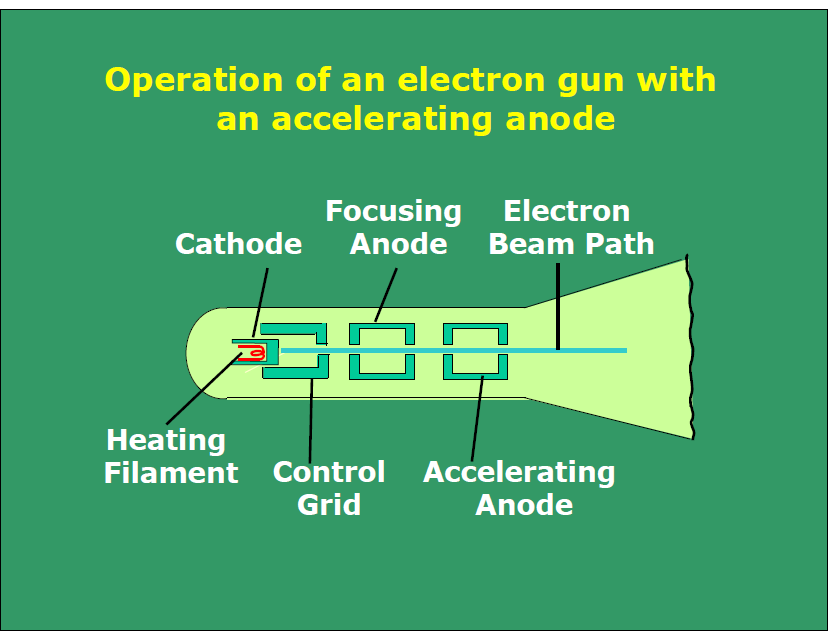 Operation of an electron gun with
an accelerating anode
Cathode
Focusing
Anode
Electron
Beam Path
Heating
Filament
Control
Grid
Accelerating
Anode